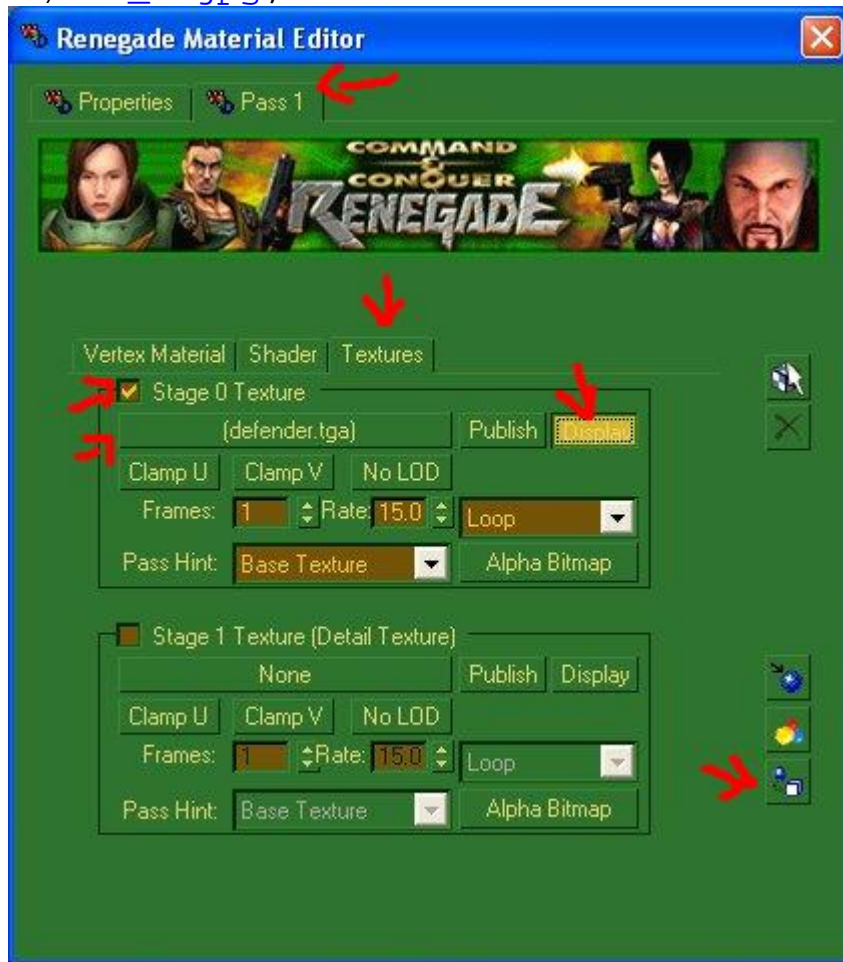 Renegade Material Editor
Properties Pass 1
COMMAND
&
CONQUER
RENEGADE
Vertex Material Shader Textures
Stage 0 Texture
(defender.tga) Publish Display
Clamp U Clamp V No LOD
Frames: 1 Rate: 15.0 Loop
Pass Hint: Base Texture Alpha Bitmap
Stage 1 Texture (Detail Texture)
None Publish Display
Clamp U Clamp V No LOD
Frames: 1 Rate: 15.0 Loop
Pass Hint: Base Texture Alpha Bitmap